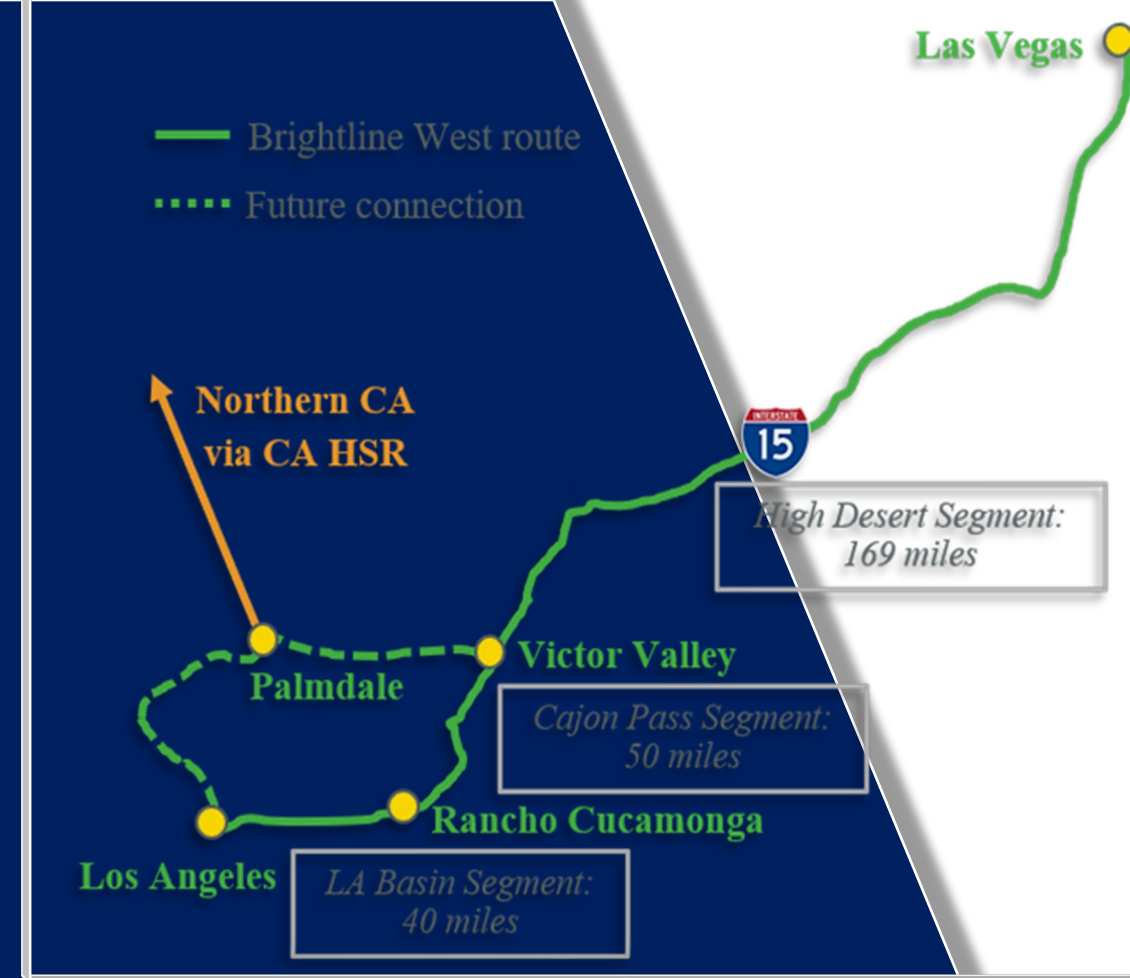 Las Vegas
Brightline West route
Future connection
Northern CA
via CA HSR
INTERSTATE
15
High Desert Segment:
169 miles
Victor Valley
Palmdale
Cajon Pass Segment:
50 miles
Rancho Cucamonga
Los Angeles
LA Basin Segment:
40 miles